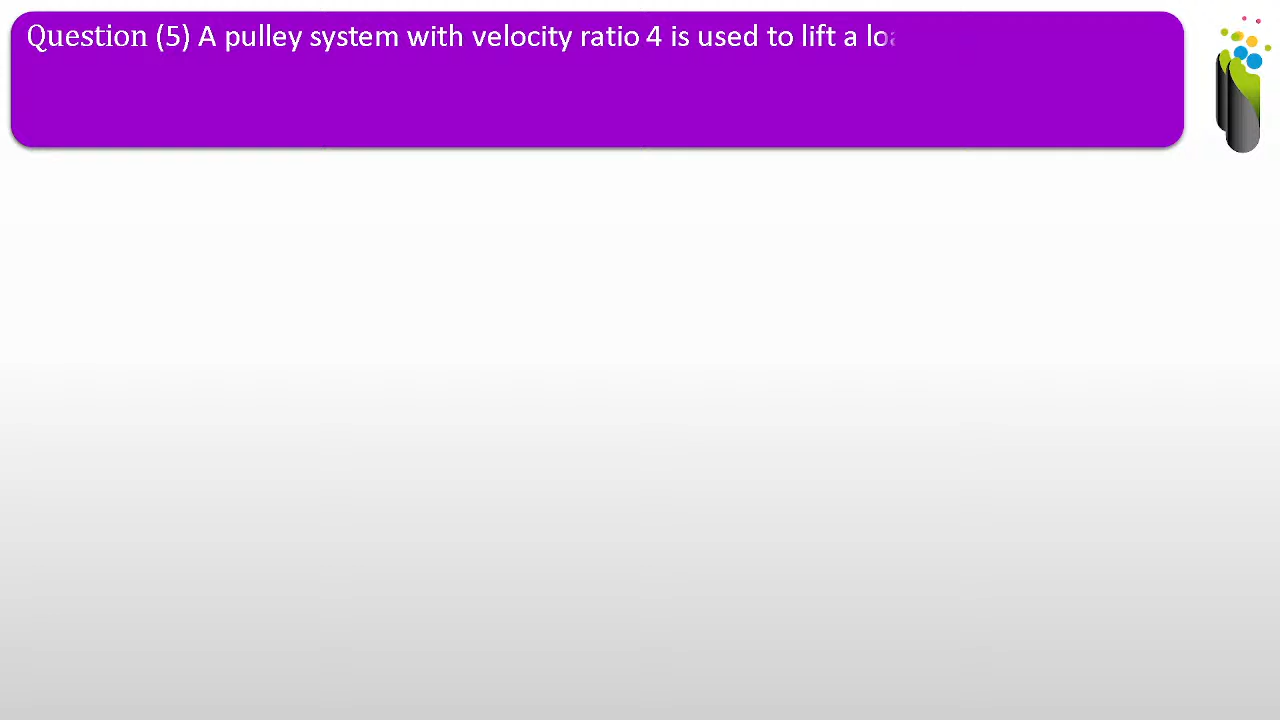 Question (5) A pulley system with velocity ratio 4 is used to lift a